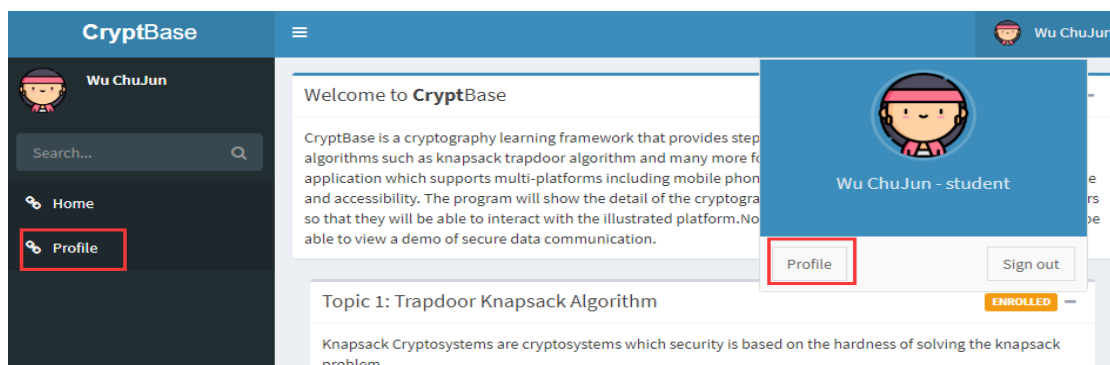 CryptBase
Wu ChuJun
Wu ChuJun
Search...
Home
Profile
Welcome to CryptBase
CryptBase is a cryptography learning framework that provides step
algorithms such as knapsack trapdoor algorithm and many more
application which supports multi-platforms including mobile phon
and accessibility. The program will show the detail of the cryptogra
so that they will be able to interact with the illustrated platform.No
able to view a demo of secure data communication.
Wu ChuJun - student
Profile
Sign out
Topic 1: Trapdoor Knapsack Algorithm
ENROLLED
Knapsack Cryptosystems are cryptosystems which security is based on the hardness of solving the knapsack
problem